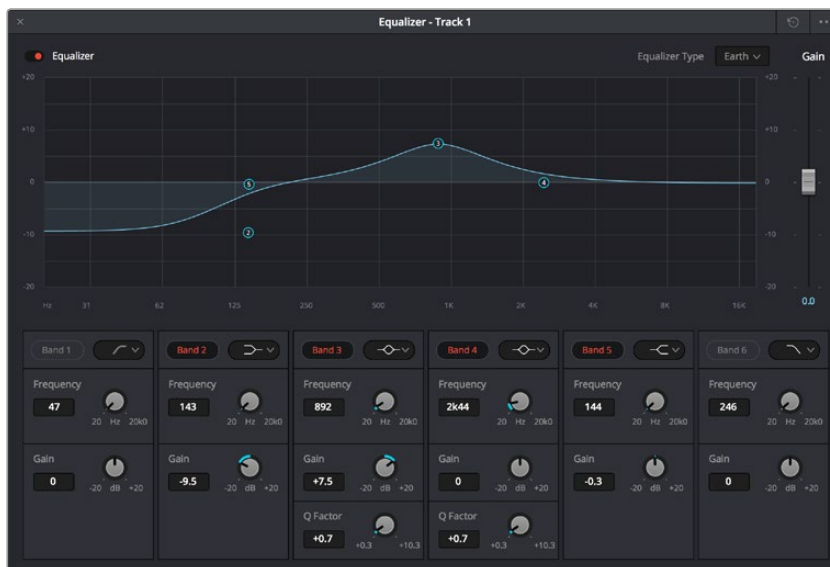 Equalizer - Track 1
Equalizer
Equalizer Type
Earth
Gain
+20
+20
+10
+10
0
0
-10
-10
-20
-20
3
5
4
2
Hz 31 62 125 250 500 1K 2K 4K 8K 16K
0.0
Band 1
Band 2
Band 3
Band 4
Band 5
Band 6
Frequency Frequency Frequency Frequency Frequency Frequency
47 143 892 2k44 144 246
20 Hz 20k0 20 Hz 20k0 20 Hz 20k0 20 Hz 20k0 20 Hz 20k0 20 Hz 20k0
Gain Gain Gain Gain Gain Gain
0 -9.5 +7.5 0 -0.3 0
-20 dB +20 -20 dB +20 -20 dB +20 -20 dB +20 -20 dB +20 -20 dB +20
Q Factor Q Factor
+0.7 +0.7
+0.3 +10.3 +0.3 +10.3